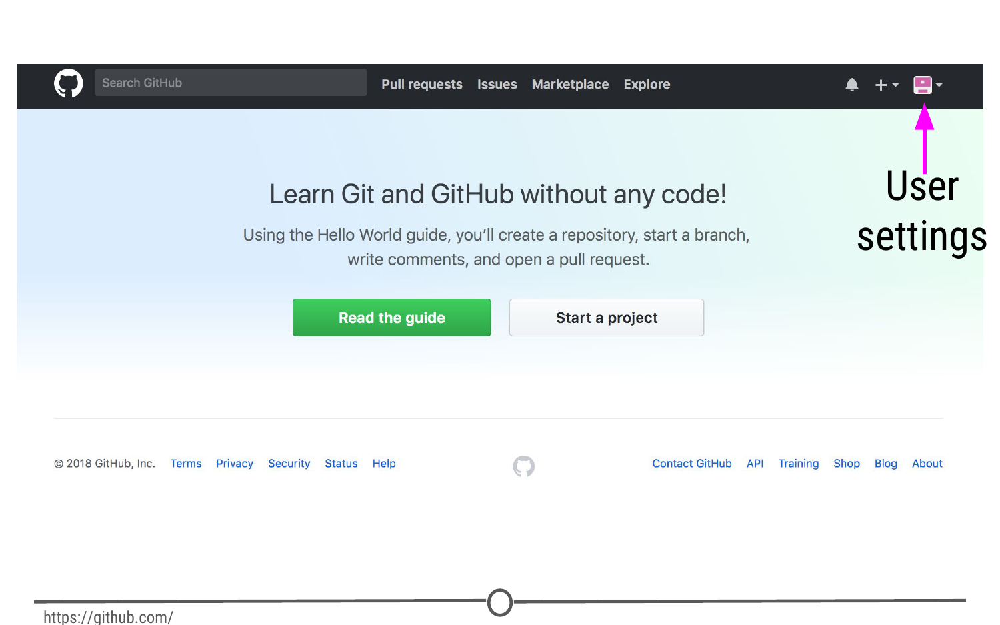 Search GitHub
Pull requests Issues Marketplace Explore
User
settings
Learn Git and GitHub without any code!
Using the Hello World guide, you’ll create a repository, start a branch,
write comments, and open a pull request.
Read the guide Start a project
© 2018 GitHub, Inc. Terms Privacy Security Status Help Contact GitHub API Training Shop Blog About
https://github.com/